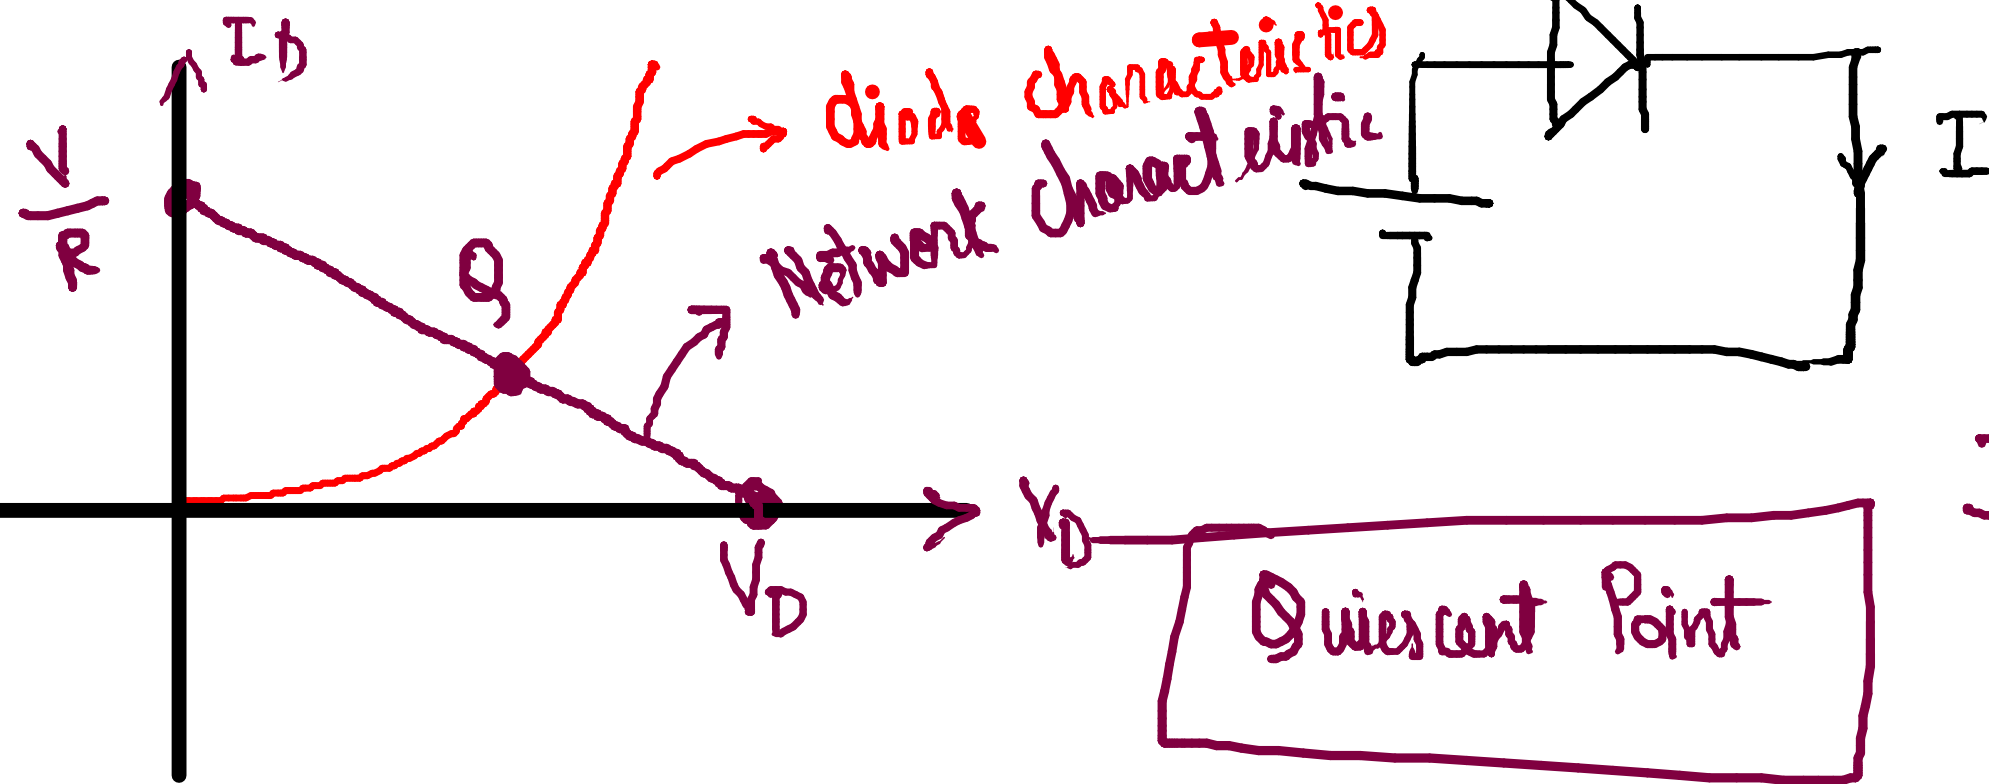 I_D
diode characteristics
Network characteristic
V
R
Q
I
V_D
V_D
Quiescent Point